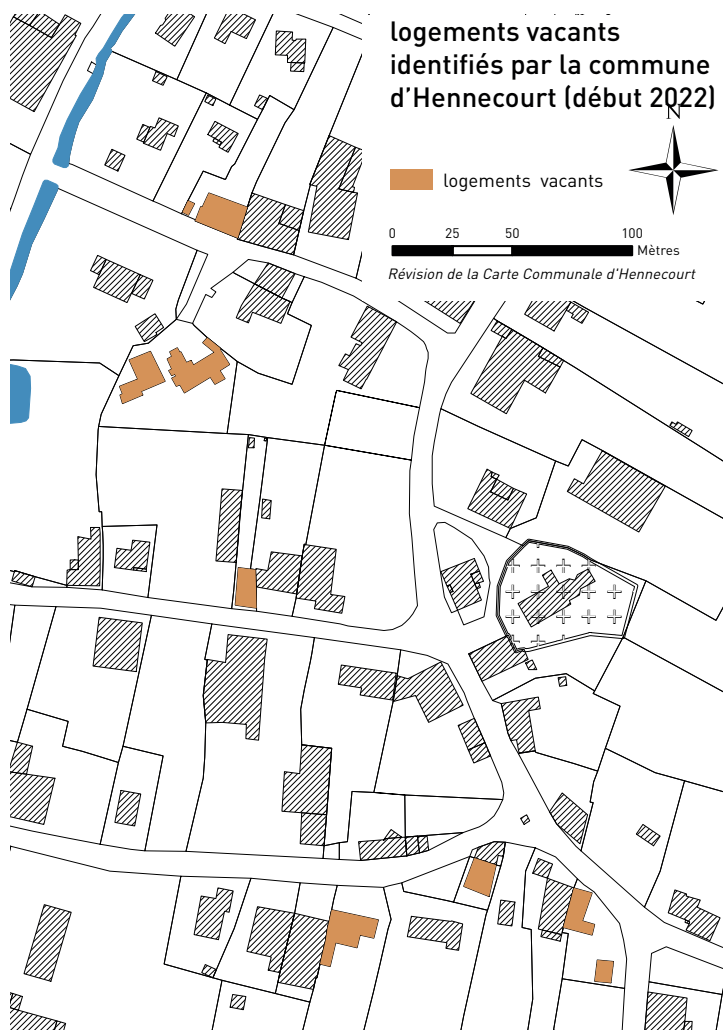 logements vacants
identifiés par la commune
d'Hennecourt (début 2022)
N
logements vacants
0 25 50 100
Mètres
Révision de la Carte Communale d'Hennecourt